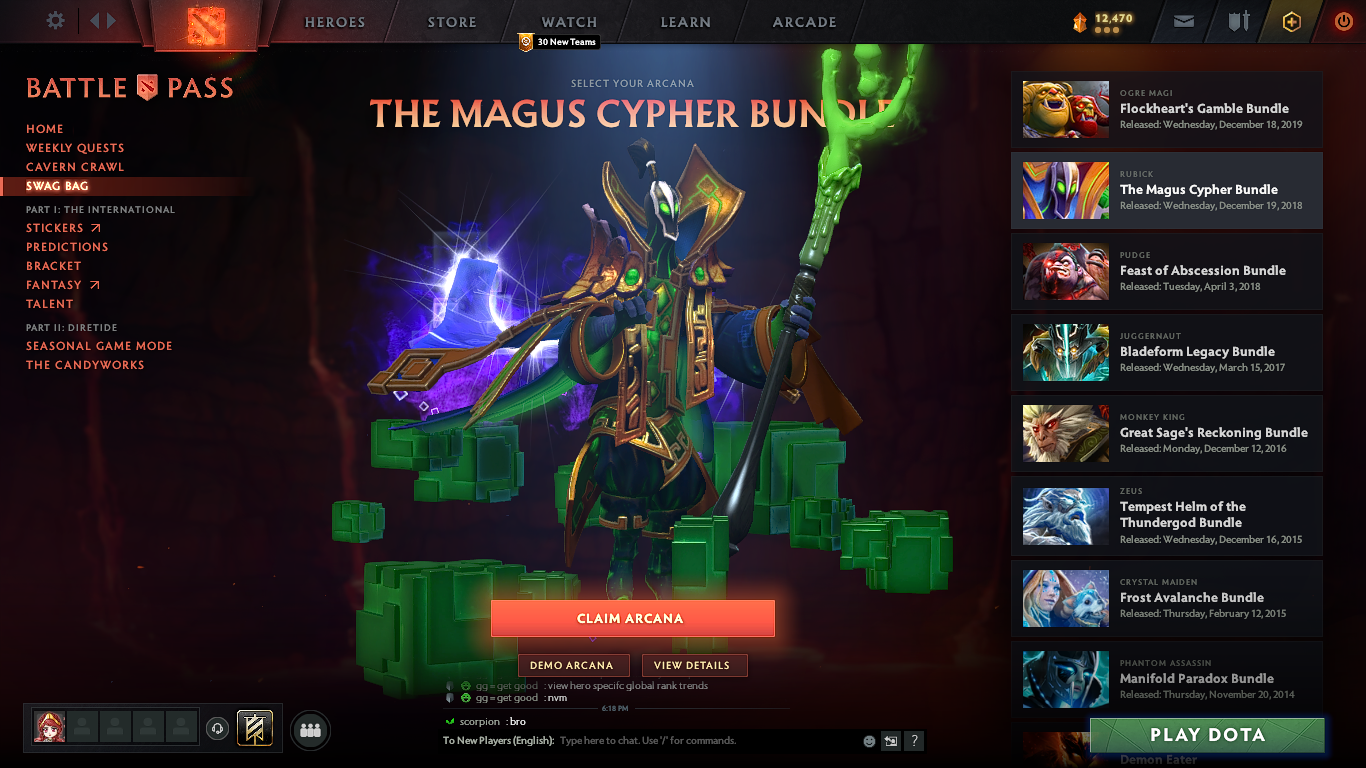 HEROES
STORE
WATCH
LEARN
ARCADE
12,470
30 New Teams
BATTLE PASS
HOME
WEEKLY QUESTS
CAVERN CRAWL
SWAG BAG
PART I: THE INTERNATIONAL
STICKERS
PREDICTIONS
BRACKET
FANTASY
TALENT
PART II: DIRETIDE
SEASONAL GAME MODE
THE CANDYWORKS
SELECT YOUR ARCANA
THE MAGUS CYPHER BUNDLE
CLAIM ARCANA
DEMO ARCANA
VIEW DETAILS
gg = get good : view hero specifc global rank trends
gg = get good : nvm
6:18 PM
scorpion : bro
To New Players (English): Type here to chat. Use '/' for commands.
?
OGRE MAGI
Flockheart's Gamble Bundle
Released: Wednesday, December 18, 2019
RUBICK
The Magus Cypher Bundle
Released: Wednesday, December 19, 2018
PUDGE
Feast of Abscession Bundle
Released: Tuesday, April 3, 2018
JUGGERNAUT
Bladeform Legacy Bundle
Released: Wednesday, March 15, 2017
MONKEY KING
Great Sage's Reckoning Bundle
Released: Monday, December 12, 2016
ZEUS
Tempest Helm of the
Thundergod Bundle
Released: Wednesday, December 16, 2015
CRYSTAL MAIDEN
Frost Avalanche Bundle
Released: Thursday, February 12, 2015
PHANTOM ASSASSIN
Manifold Paradox Bundle
Released: Thursday, November 20, 2014
PLAY DOTA
Demon Eater